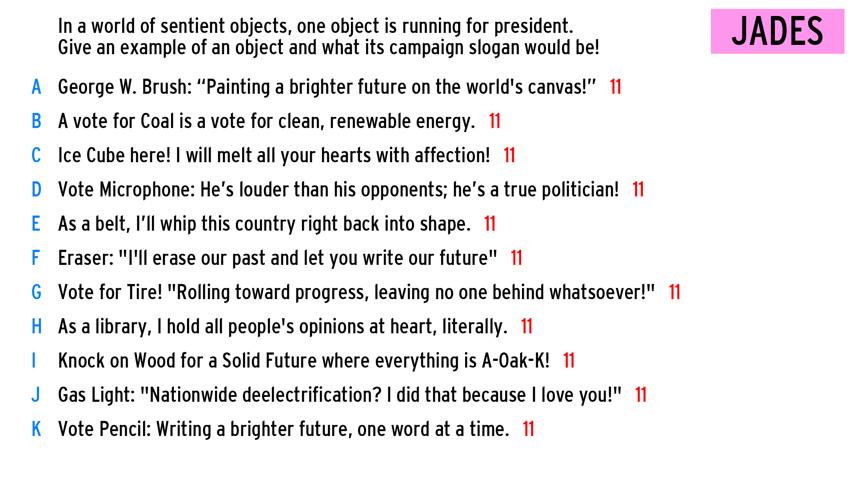 In a world of sentient objects, one object is running for president.
Give an example of an object and what its campaign slogan would be!
JADES
A George W. Brush: “Painting a brighter future on the world's canvas!” 11
B A vote for Coal is a vote for clean, renewable energy. 11
C Ice Cube here! I will melt all your hearts with affection! 11
D Vote Microphone: He’s louder than his opponents; he’s a true politician! 11
E As a belt, I’ll whip this country right back into shape. 11
F Eraser: "I'll erase our past and let you write our future" 11
G Vote for Tire! "Rolling toward progress, leaving no one behind whatsoever!" 11
H As a library, I hold all people's opinions at heart, literally. 11
I Knock on Wood for a Solid Future where everything is A-Oak-K! 11
J Gas Light: "Nationwide deelectrification? I did that because I love you!" 11
K Vote Pencil: Writing a brighter future, one word at a time. 11